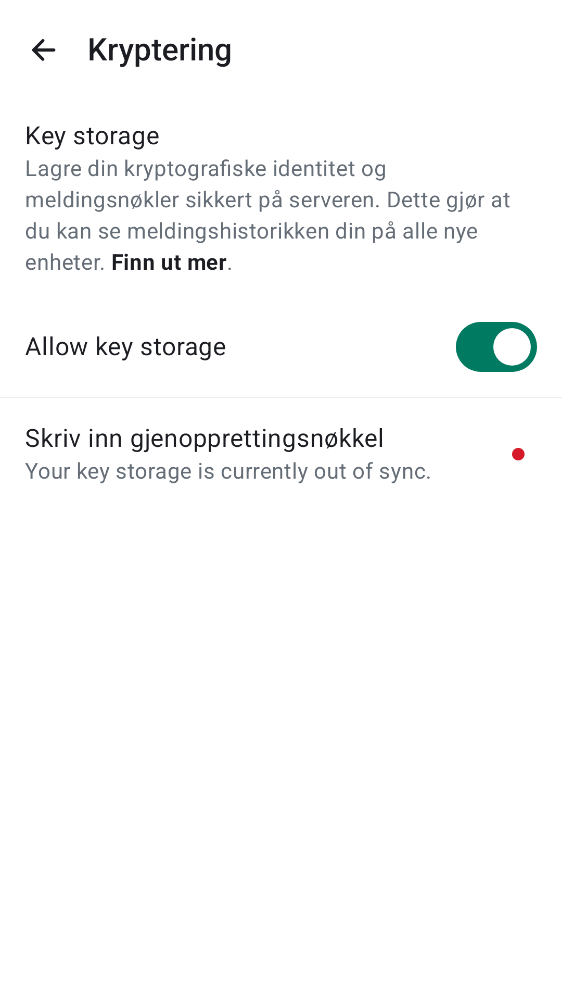 Kryptering
Key storage
Lagre din kryptografiske identitet og
meldingsnøkler sikkert på serveren. Dette gjør at
du kan se meldingshistorikken din på alle nye
enheter. Finn ut mer.
Allow key storage
Skriv inn gjenopprettingsnøkkel
Your key storage is currently out of sync.